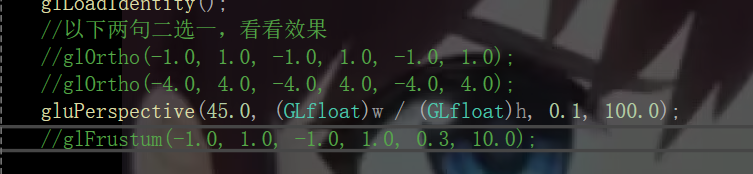 glLoadIdentity();
//以下两句二选一，看看效果
//glOrtho(-1.0, 1.0, -1.0, 1.0, -1.0, 1.0);
//glOrtho(-4.0, 4.0, -4.0, 4.0, -4.0, 4.0);
gluPerspective(45.0, (GLfloat)w / (GLfloat)h, 0.1, 100.0);
//glFrustum(-1.0, 1.0, -1.0, 1.0, 0.3, 10.0);